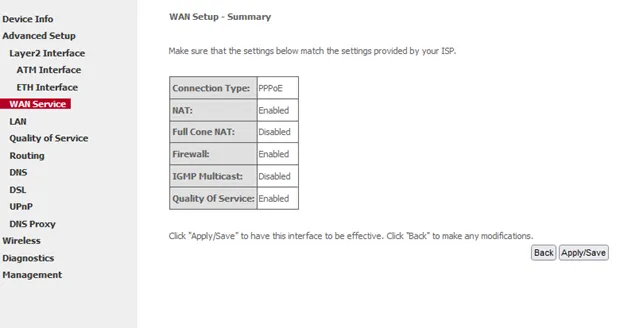 Device Info
Advanced Setup
Layer2 Interface
ATM Interface
ETH Interface
WAN Service
LAN
Quality of Service
Routing
DNS
DSL
UPnP
DNS Proxy
Wireless
Diagnostics
Management
WAN Setup - Summary
Make sure that the settings below match the settings provided by your ISP.
Connection Type: PPPoE
NAT: Enabled
Full Cone NAT: Disabled
Firewall: Enabled
IGMP Multicast: Disabled
Quality Of Service: Enabled
Click "Apply/Save" to have this interface to be effective. Click "Back" to make any modifications.
Back Apply/Save